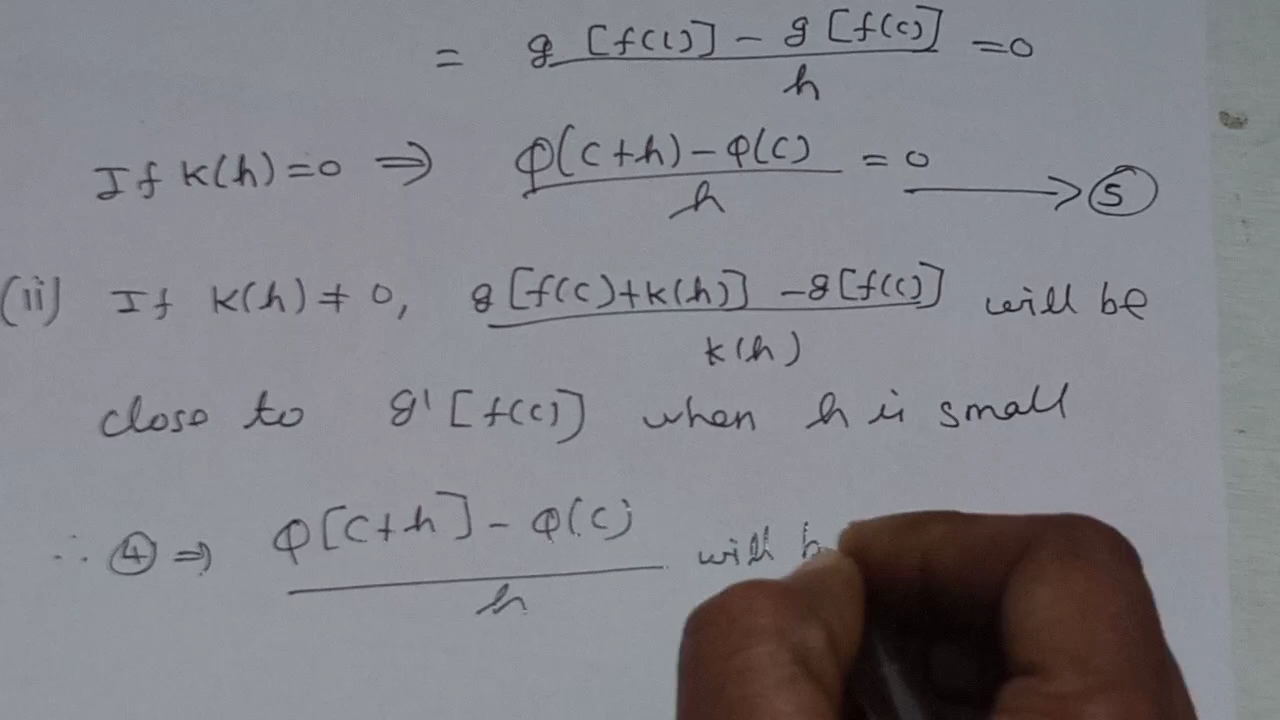 = g[f(c)] - g[f(c)] / h = 0
If k(h)=0 ⇒ φ(c+h) - φ(c) / h = 0 → ⑤
(ii) If k(h) ≠ 0, g[f(c)+k(h)] - g[f(c)] / k(h) will be
close to g'[f(c)] when h is small
∴ ④ ⇒ φ[c+h] - φ(c) / h will b